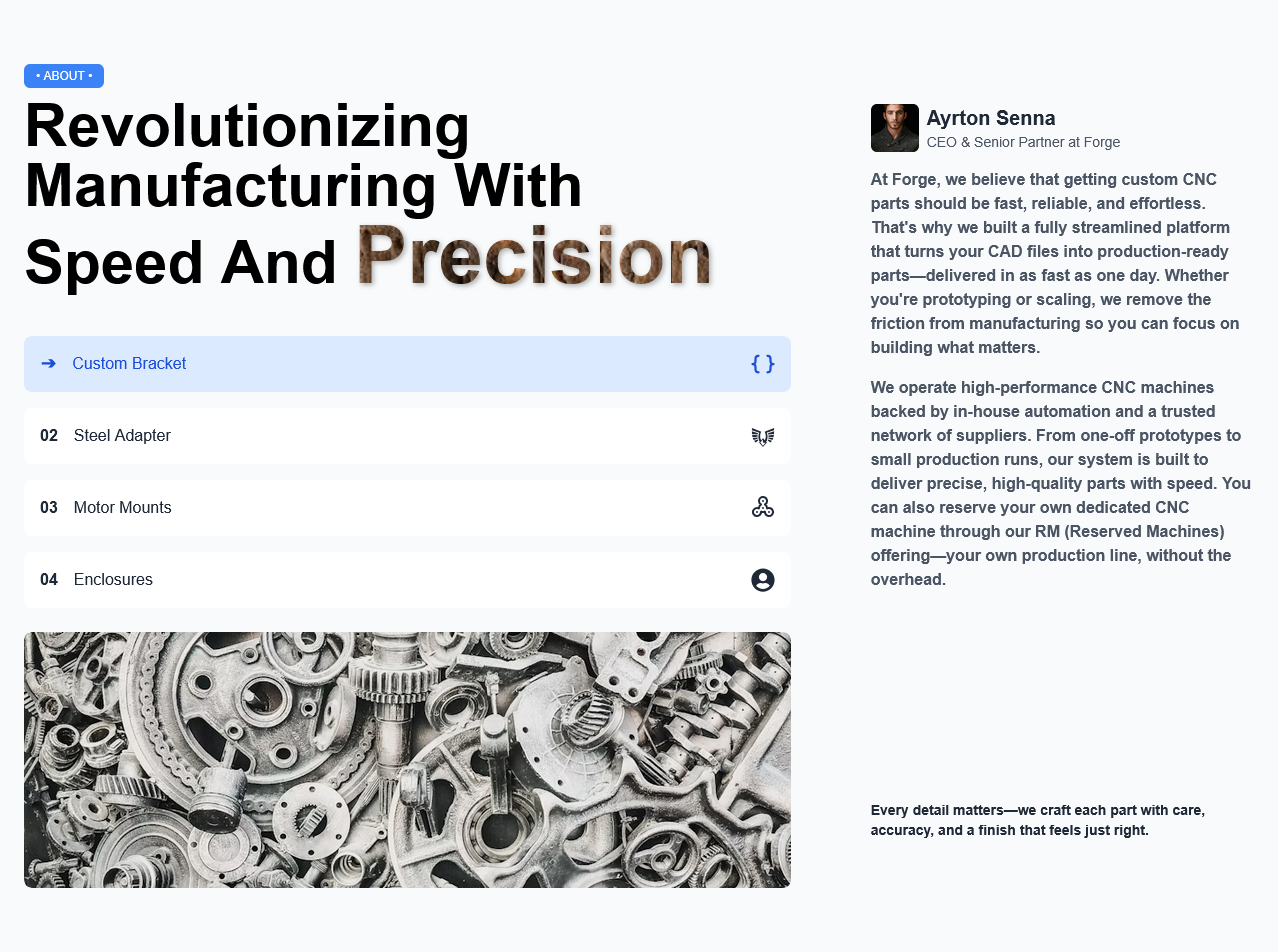 • ABOUT •
Revolutionizing
Manufacturing With
Speed And Precision
➔ Custom Bracket
02 Steel Adapter
03 Motor Mounts
04 Enclosures
Ayrton Senna
CEO & Senior Partner at Forge
At Forge, we believe that getting custom CNC
parts should be fast, reliable, and effortless.
That's why we built a fully streamlined platform
that turns your CAD files into production-ready
parts—delivered in as fast as one day. Whether
you're prototyping or scaling, we remove the
friction from manufacturing so you can focus on
building what matters.
We operate high-performance CNC machines
backed by in-house automation and a trusted
network of suppliers. From one-off prototypes to
small production runs, our system is built to
deliver precise, high-quality parts with speed. You
can also reserve your own dedicated CNC
machine through our RM (Reserved Machines)
offering—your own production line, without the
overhead.
Every detail matters—we craft each part with care,
accuracy, and a finish that feels just right.